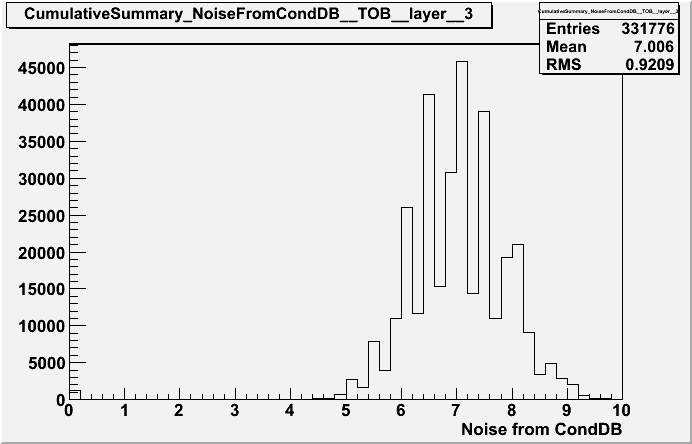 CumulativeSummary_NoiseFromCondDB__TOB__layer__3
CumulativeSummary_NoiseFromCondDB__TOB__layer__3
Entries 331776
Mean 7.006
RMS 0.9209
45000
40000
35000
30000
25000
20000
15000
10000
5000
0
0 1 2 3 4 5 6 7 8 9 10
Noise from CondDB